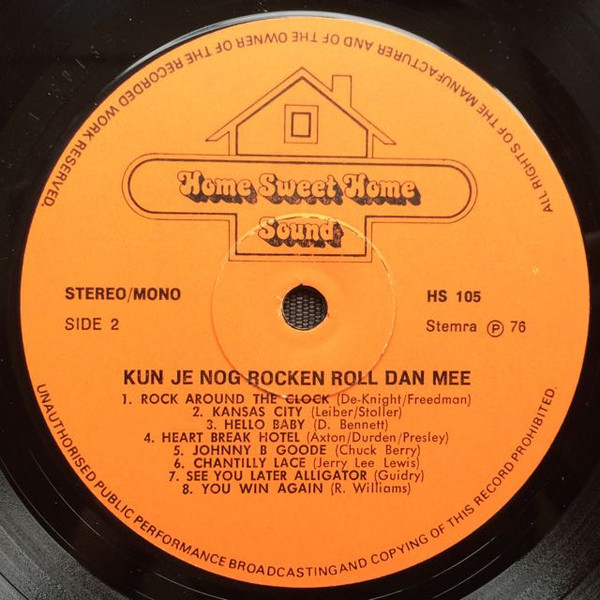 ALL RIGHTS OF THE MANUFACTURER AND OF THE OWNER OF THE RECORDED WORK RESERVED.
Home Sweet Home
Sound
STEREO/MONO
HS 105
SIDE 2
Stemra Ⓟ 76
KUN JE NOG ROCKEN ROLL DAN MEE
1. ROCK AROUND THE CLOCK (De-Knight/Freedman)
2. KANSAS CITY (Leiber/Stoller)
3. HELLO BABY (D. Bennett)
4. HEART BREAK HOTEL (Axton/Durden/Presley)
5. JOHNNY B GOODE (Chuck Berry)
6. CHANTILLY LACE (Jerry Lee Lewis)
7. SEE YOU LATER ALLIGATOR (Guidry)
8. YOU WIN AGAIN (R. Williams)
UNAUTHORISED PUBLIC PERFORMANCE BROADCASTING AND COPYING OF THIS RECORD PROHIBITED.